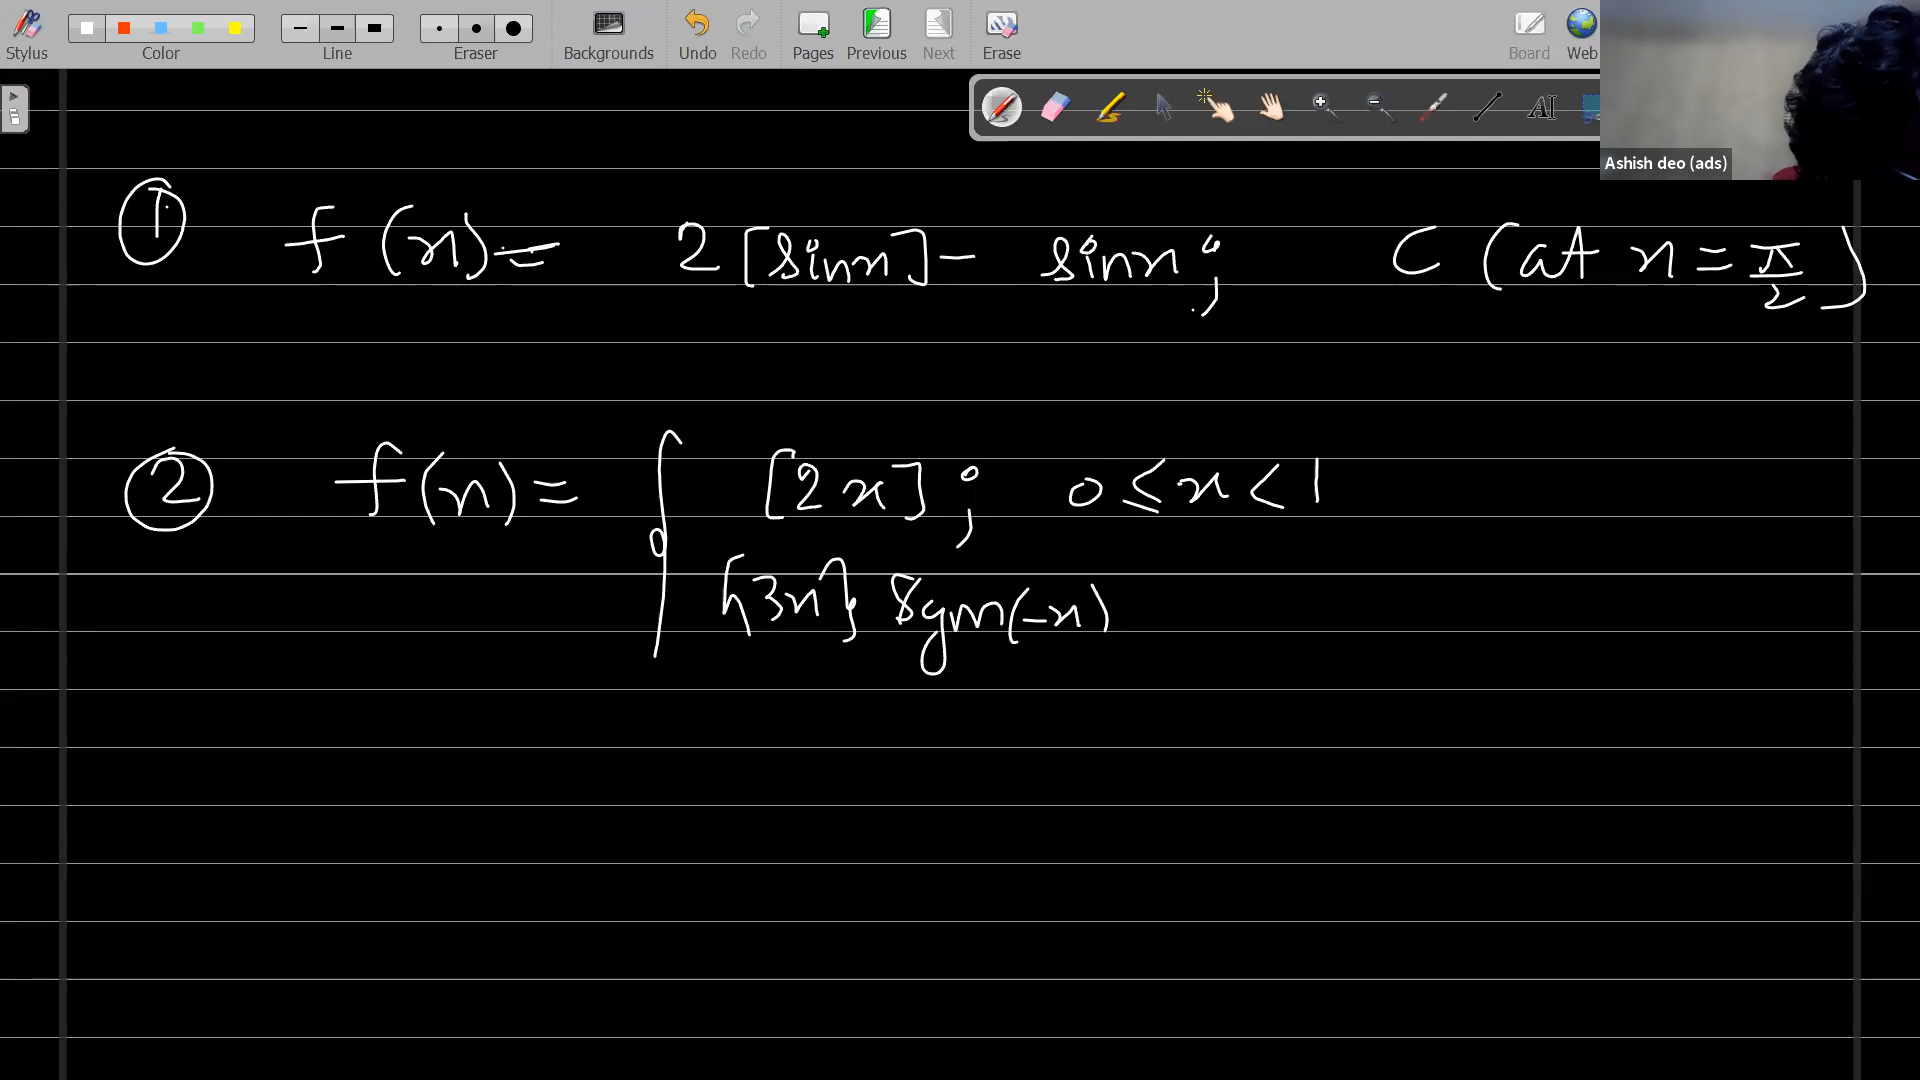 Stylus Color Line Eraser Backgrounds Undo Redo Pages Previous Next Erase Board Web
Ashish deo (ads)
① f(x) = 2[sinx] - sinx; C (at x = π/2)
② f(x) = { [2x]; 0 ≤ x < 1
{3x} sgn(-x)